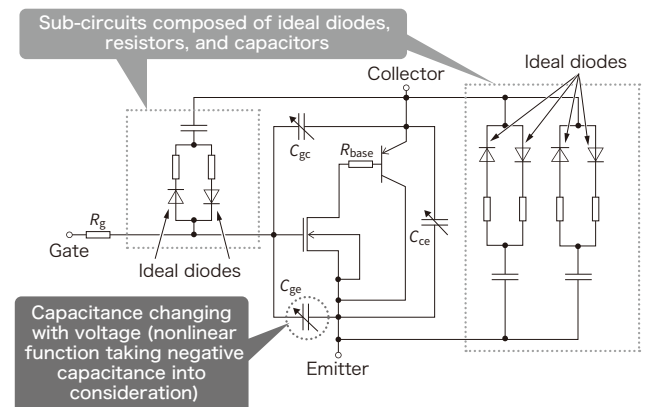 Sub-circuits composed of ideal diodes,
resistors, and capacitors
Ideal diodes
Collector
Cgc
Rbase
Rg
Gate
Cce
Ideal diodes
Cge
Capacitance changing
with voltage (nonlinear
function taking negative
capacitance into
consideration)
Emitter